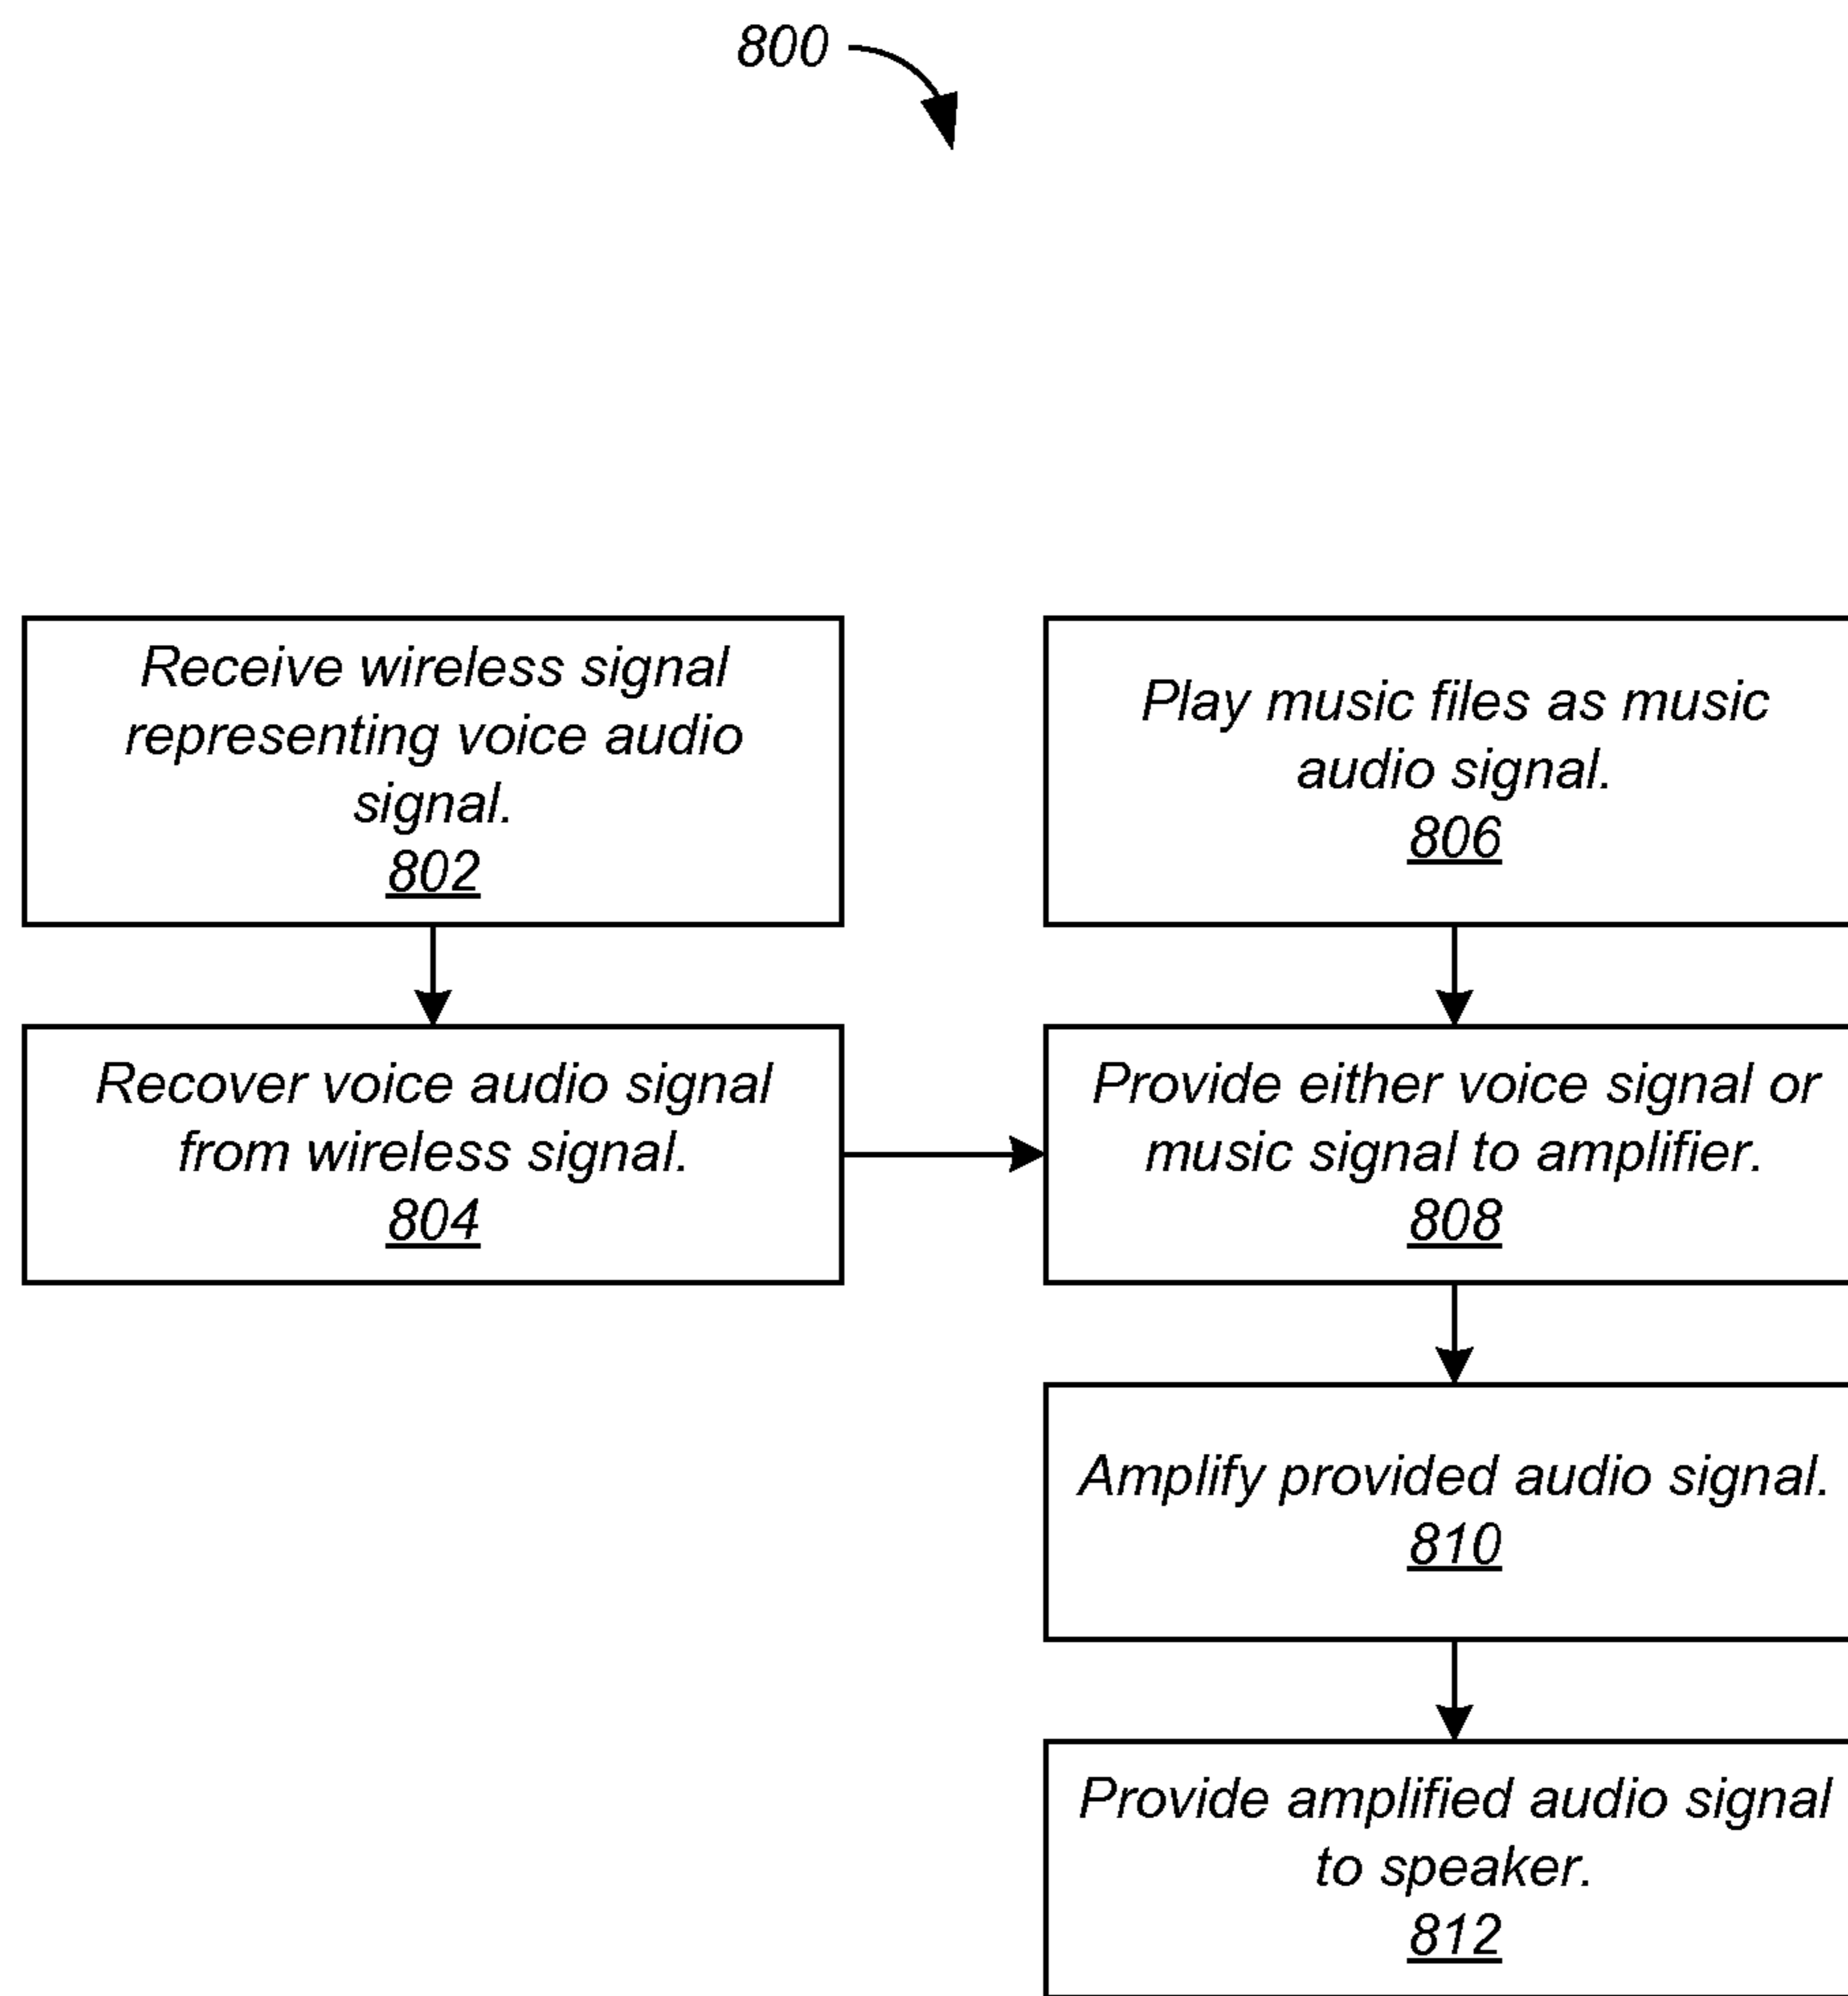 800
Receive wireless signal
representing voice audio
signal.
802
Play music files as music
audio signal.
806
Recover voice audio signal
from wireless signal.
804
Provide either voice signal or
music signal to amplifier.
808
Amplify provided audio signal.
810
Provide amplified audio signal
to speaker.
812